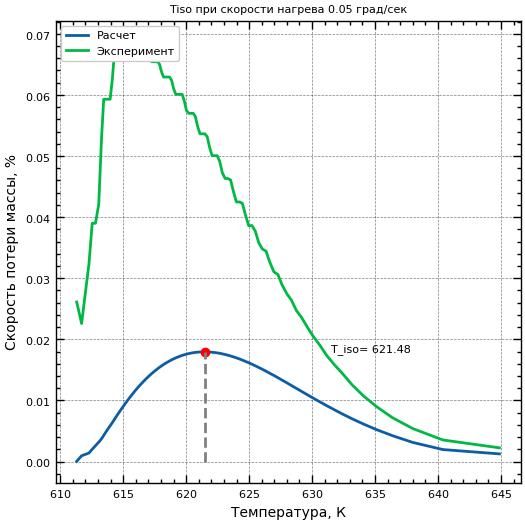 Tiso при скорости нагрева 0.05 град/сек
Расчет
Эксперимент
Скорость потери массы, %
0.07
0.06
0.05
0.04
0.03
0.02
0.01
0.00
T_iso= 621.48
610 615 620 625 630 635 640 645
Температура, К